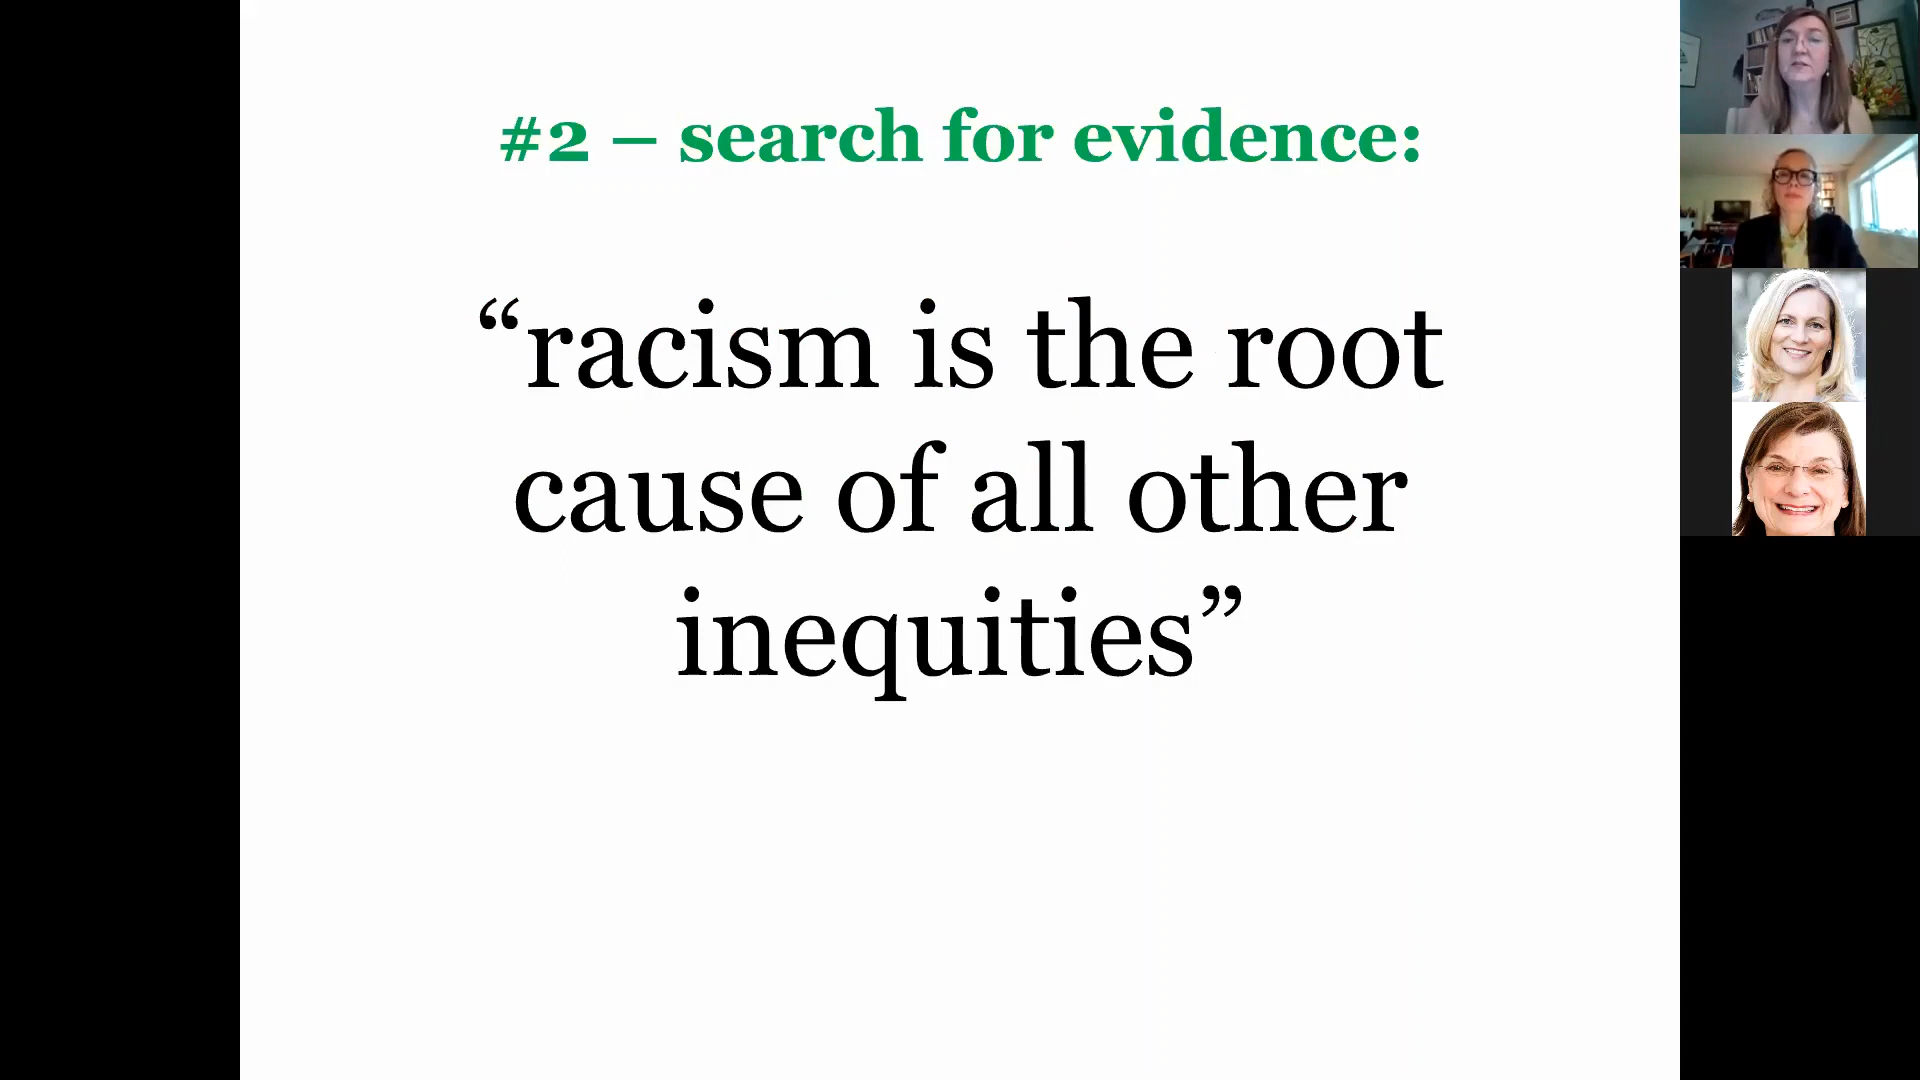 #2 – search for evidence:
“racism is the root
cause of all other
inequities”